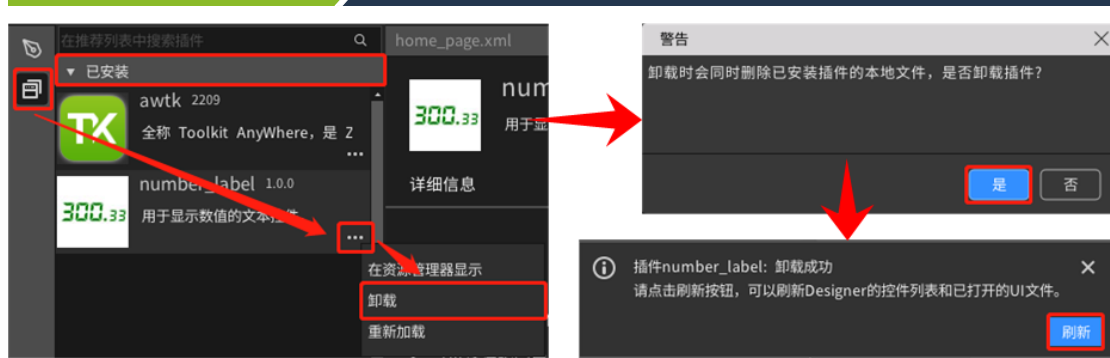 在推荐列表中搜索插件
home_page.xml
已安装
awtk 2209
全称 Toolkit AnyWhere，是 Z
TK
...
number_label 1.0.0
300.33
用于显示数值的文本控件
...
在资源管理器显示
卸载
重新加载
300.33
num
用于显
详细信息
警告
卸载时会同时删除已安装插件的本地文件，是否卸载插件?
是
否
插件number_label: 卸载成功
请点击刷新按钮，可以刷新Designer的控件列表和已打开的UI文件。
刷新